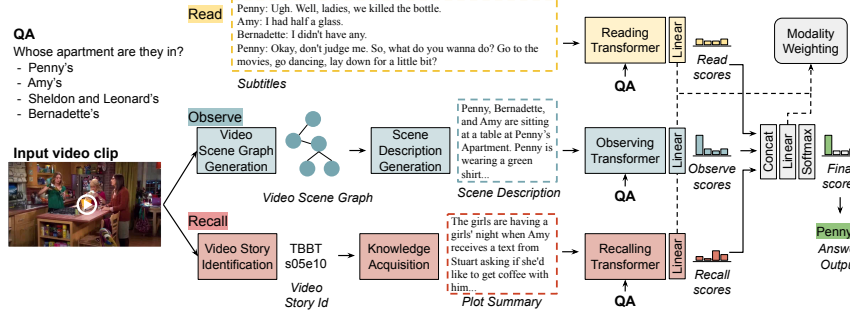 QA
Whose apartment are they in?
- Penny's
- Amy's
- Sheldon and Leonard's
- Bernadette's
Input video clip
Read
Penny: Ugh. Well, ladies, we killed the bottle.
Amy: I had half a glass.
Bernadette: I didn't have any.
Penny: Okay, don't judge me. So, what do you wanna do? Go to the
movies, go dancing, lay down for a little bit?
Subtitles
Reading
Transformer
Linear
QA
Read
scores
Modality
Weighting
Observe
Video
Scene Graph
Generation
Video Scene Graph
Scene
Description
Generation
Penny, Bernadette,
and Amy are sitting
at a table at Penny's
Apartment. Penny is
wearing a green
shirt...
Scene Description
Observing
Transformer
Linear
QA
Observe
scores
Concat
Linear
Softmax
Fina
score
Penny
Answe
Outpu
Recall
Video Story
Identification
TBBT
s05e10
Video
Story Id
Knowledge
Acquisition
The girls are having a
girls' night when Amy
receives a text from
Stuart asking if she'd
like to get coffee with
him...
Plot Summary
Recalling
Transformer
Linear
QA
Recall
scores